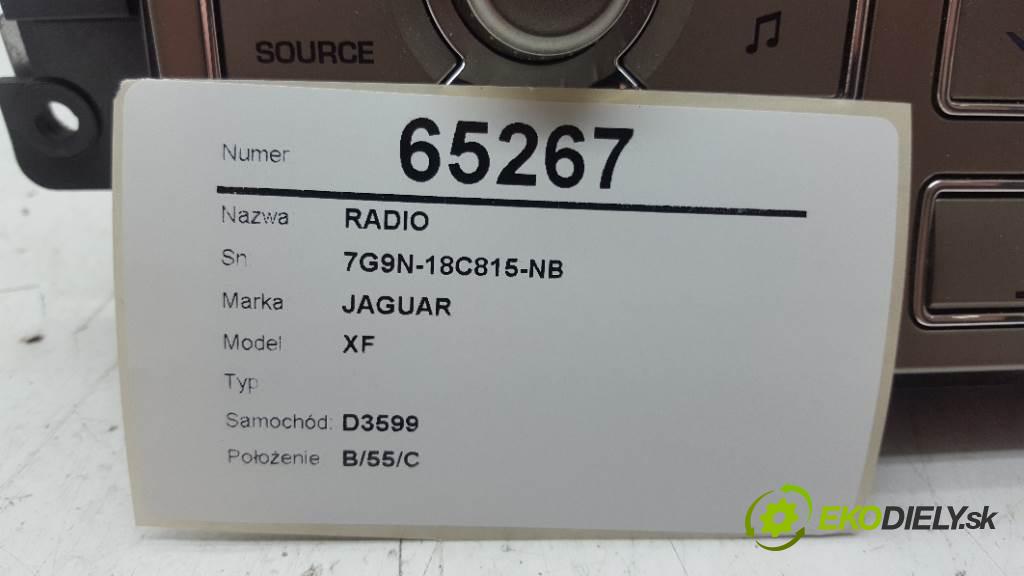 SOURCE
Numer 65267
Nazwa RADIO
Sn 7G9N-18C815-NB
Marka JAGUAR
Model XF
Typ
Samochód: D3599
Położenie B/55/C
EKODIELY.sk